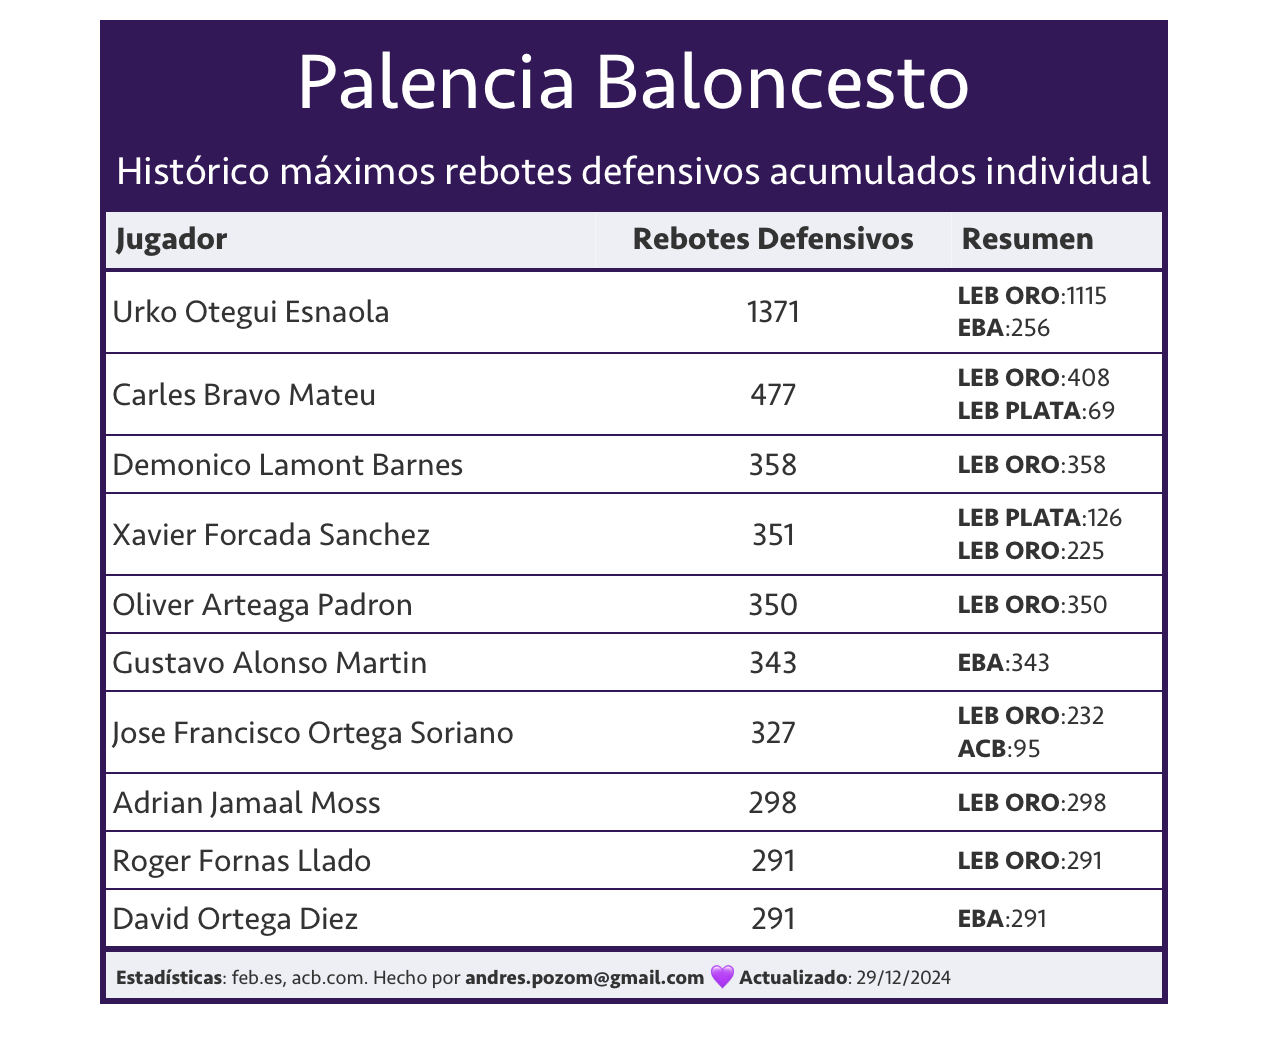 Palencia Baloncesto
Histórico máximos rebotes defensivos acumulados individual
Jugador Rebotes Defensivos Resumen
Urko Otegui Esnaola 1371 LEB ORO:1115
EBA:256
Carles Bravo Mateu 477 LEB ORO:408
LEB PLATA:69
Demonico Lamont Barnes 358 LEB ORO:358
Xavier Forcada Sanchez 351 LEB PLATA:126
LEB ORO:225
Oliver Arteaga Padron 350 LEB ORO:350
Gustavo Alonso Martin 343 EBA:343
Jose Francisco Ortega Soriano 327 LEB ORO:232
ACB:95
Adrian Jamaal Moss 298 LEB ORO:298
Roger Fornas Llado 291 LEB ORO:291
David Ortega Diez 291 EBA:291
Estadísticas: feb.es, acb.com. Hecho por andres.pozom@gmail.com 💜 Actualizado: 29/12/2024